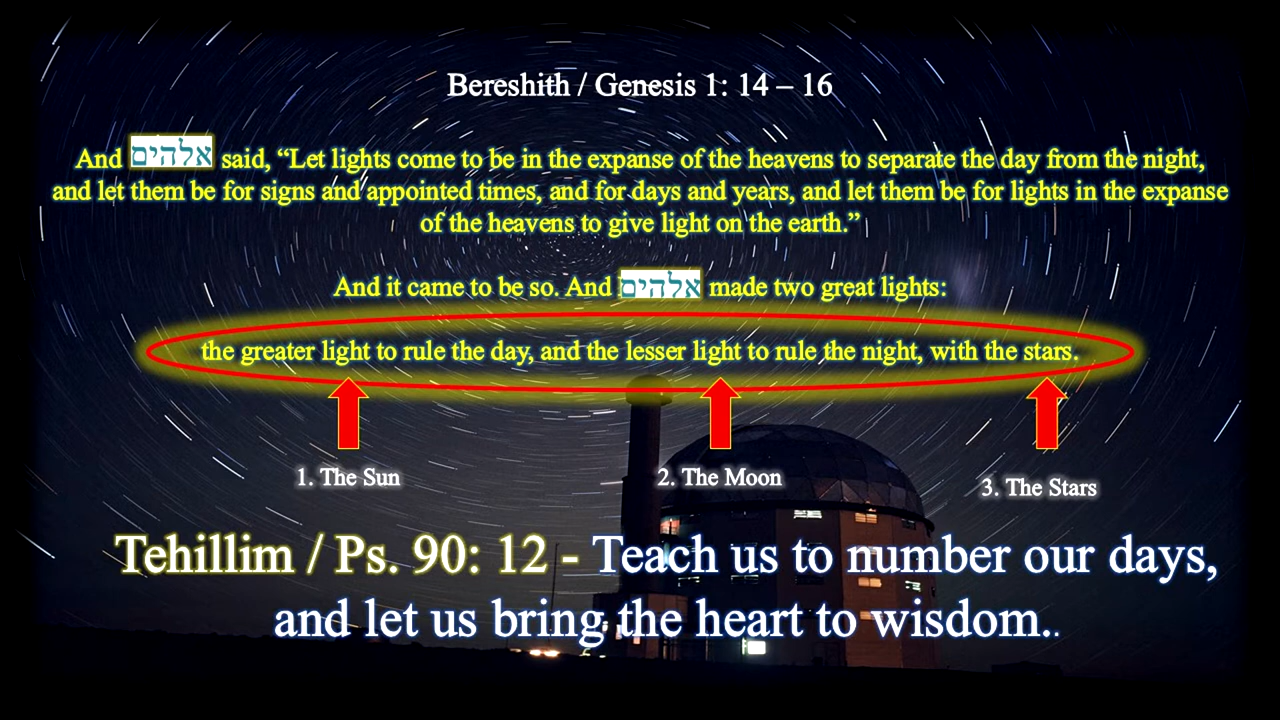 Bereshith / Genesis 1: 14 – 16
And אלהים said, “Let lights come to be in the expanse of the heavens to separate the day from the night,
and let them be for signs and appointed times, and for days and years, and let them be for lights in the expanse
of the heavens to give light on the earth.”
And it came to be so. And אלהים made two great lights:
the greater light to rule the day, and the lesser light to rule the night, with the stars.
1. The Sun
2. The Moon
3. The Stars
Tehillim / Ps. 90: 12 - Teach us to number our days,
and let us bring the heart to wisdom..